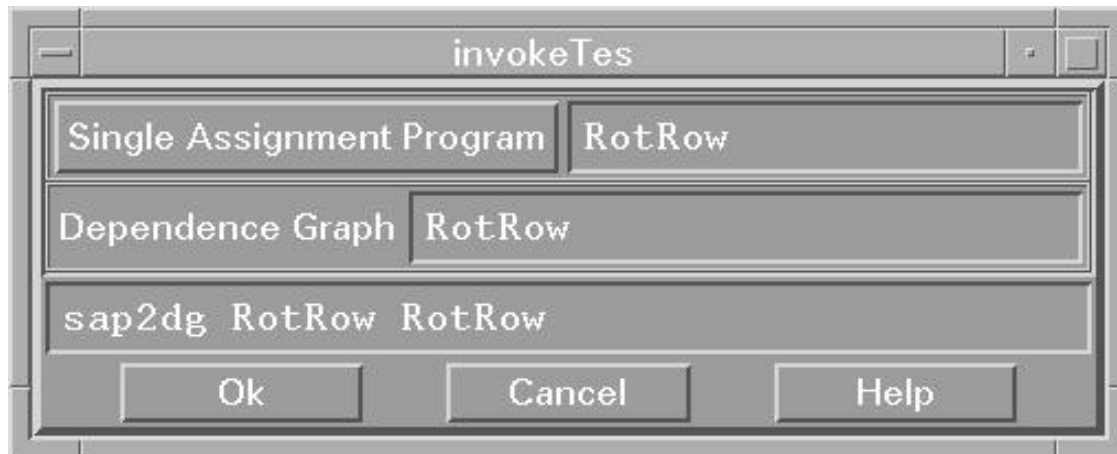 invokeTes
Single Assignment Program RotRow
Dependence Graph RotRow
sap2dg RotRow RotRow
Ok Cancel Help